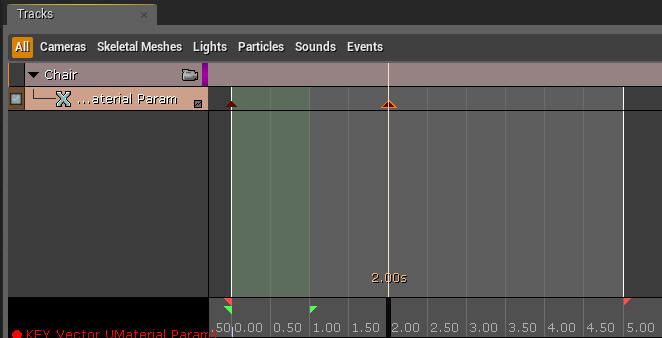 Tracks ×
All Cameras Skeletal Meshes Lights Particles Sounds Events
Chair
...aterial Param
2.00s
.50 0.00 0.50 1.00 1.50 2.00 2.50 3.00 3.50 4.00 4.50 5.00
KEY Vector UMaterial Param